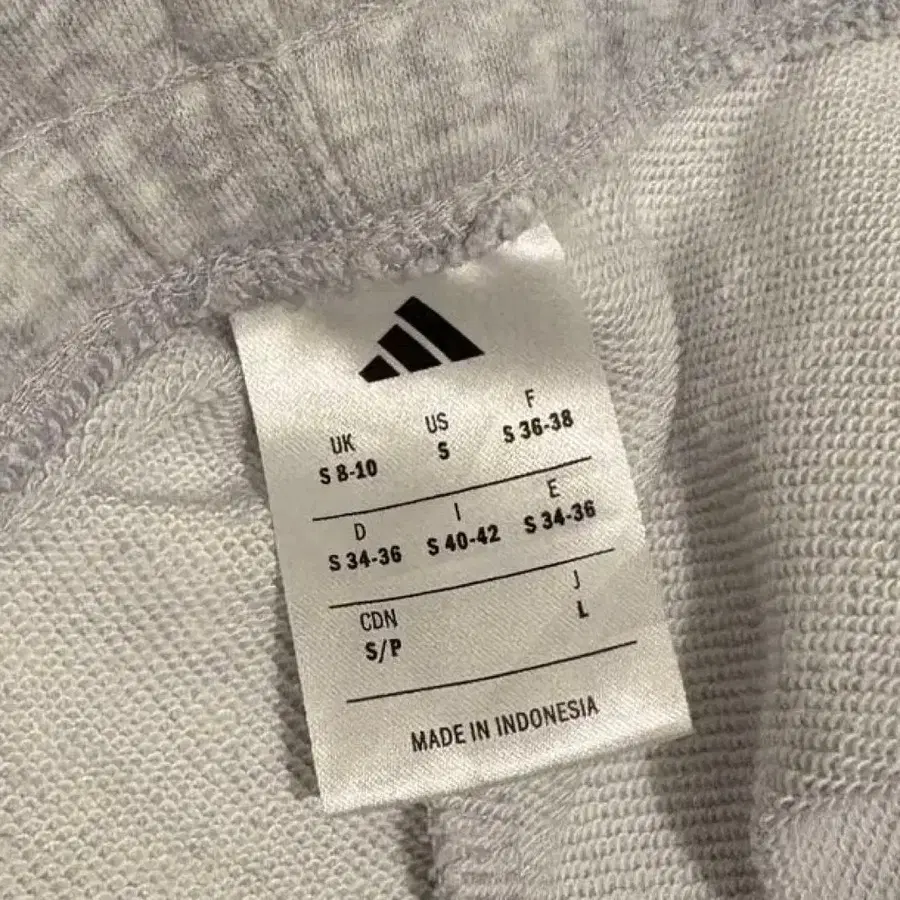 UK US F
S 8-10 S S 36-38
D I E
S 34-36 S 40-42 S 34-36
CDN J
S/P L
MADE IN INDONESIA